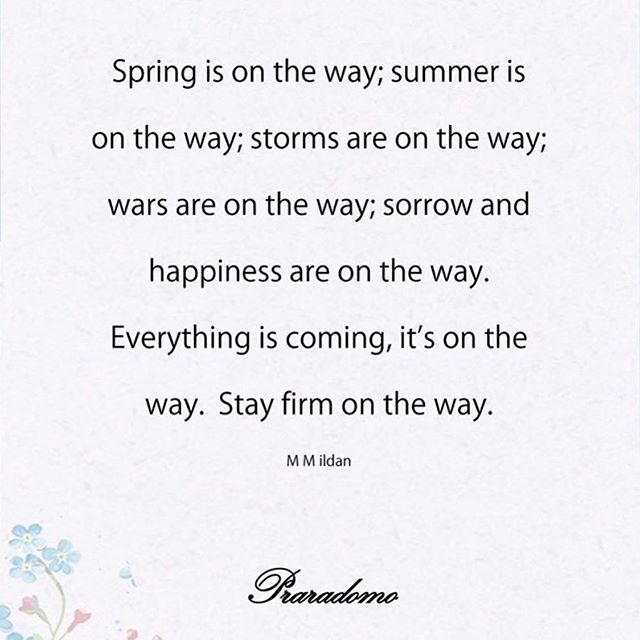 Spring is on the way; summer is
on the way; storms are on the way;
wars are on the way; sorrow and
happiness are on the way.
Everything is coming, it’s on the
way.  Stay firm on the way.
M M ildan
Praradomo